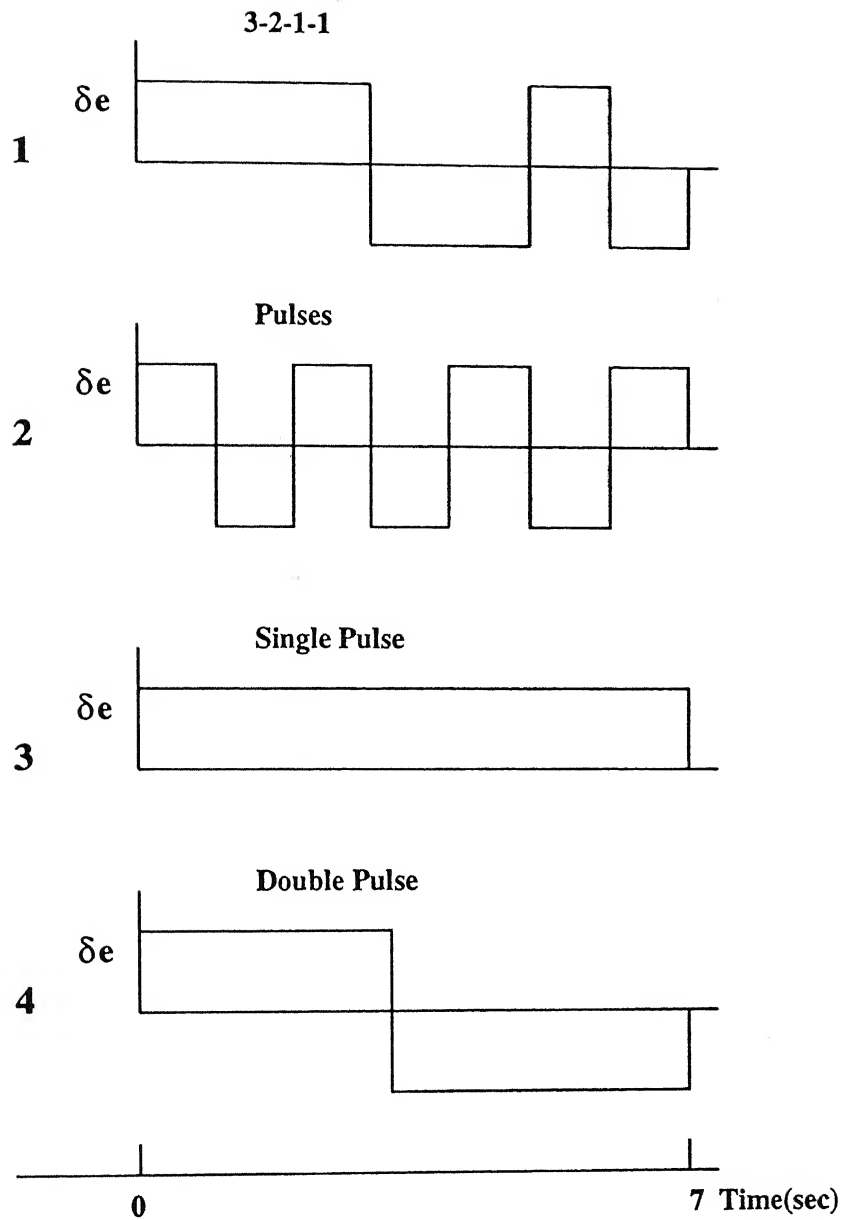 3-2-1-1
δe
1
Pulses
δe
2
Single Pulse
δe
3
Double Pulse
δe
4
0
7 Time(sec)